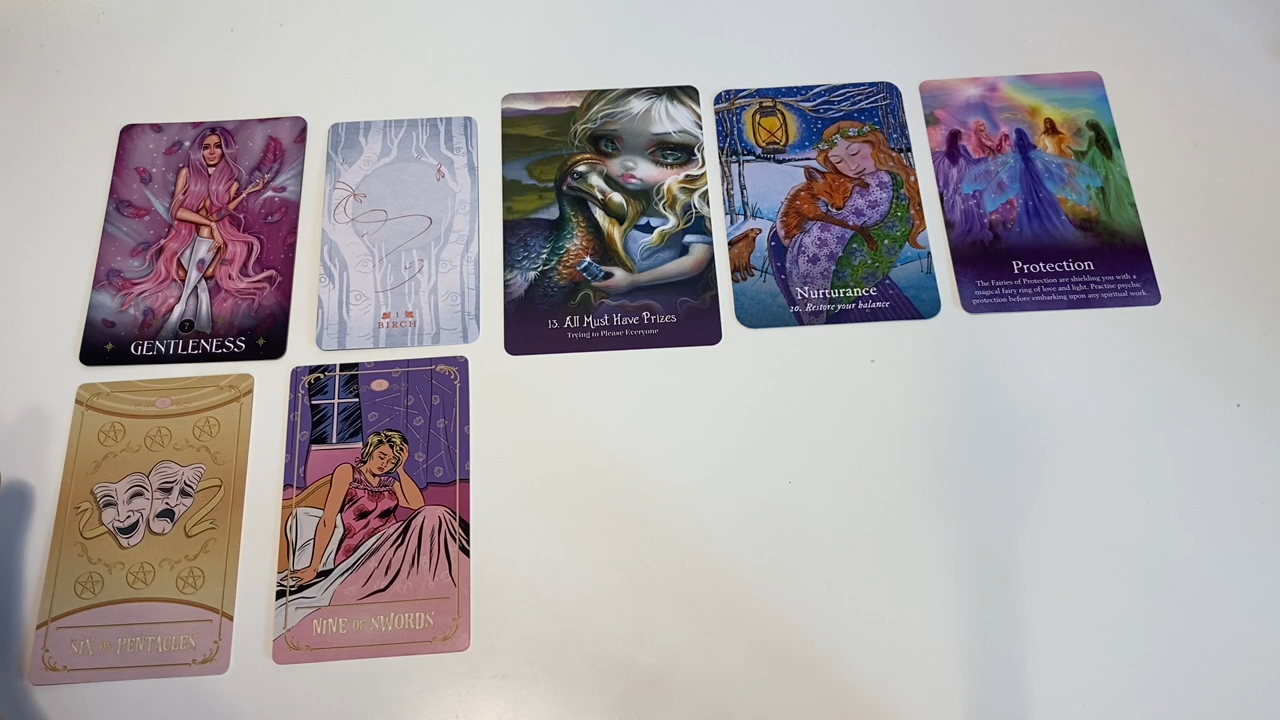 7
GENTLENESS
1
BIRCH
13. All Must Have Prizes
Trying to Please Everyone
Nurturance
20. Restore your balance
Protection
The Fairies of Protection are shielding you with a
magical fairy ring of love and light. Practise psychic
protection before embarking upon any spiritual work.
SIX OF PENTACLES
NINE OF SWORDS